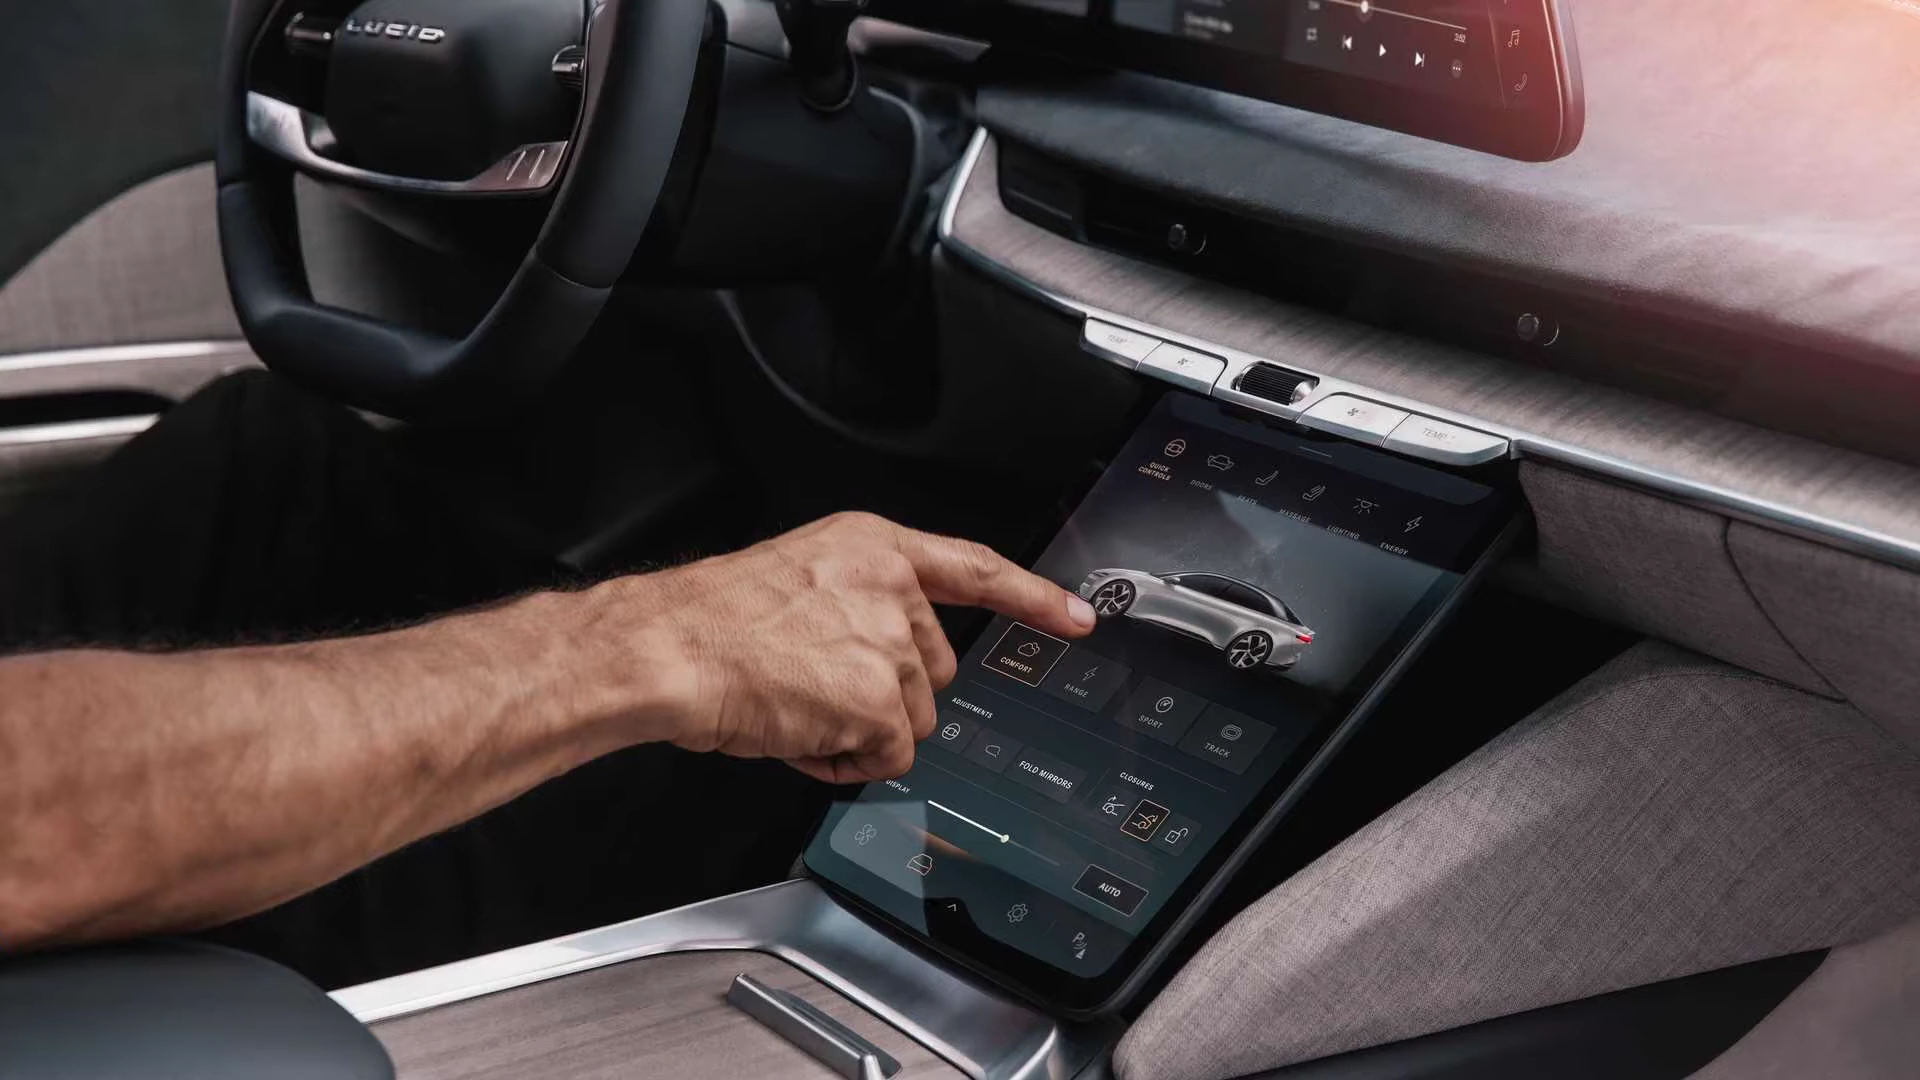 LUCID
TEMP
TEMP
QUICK
CONTROLS
DOORS
SEATS
MASSAGE
LIGHTING
ENERGY
COMFORT
RANGE
SPORT
TRACK
ADJUSTMENTS
FOLD MIRRORS
CLOSURES
DISPLAY
AUTO
P